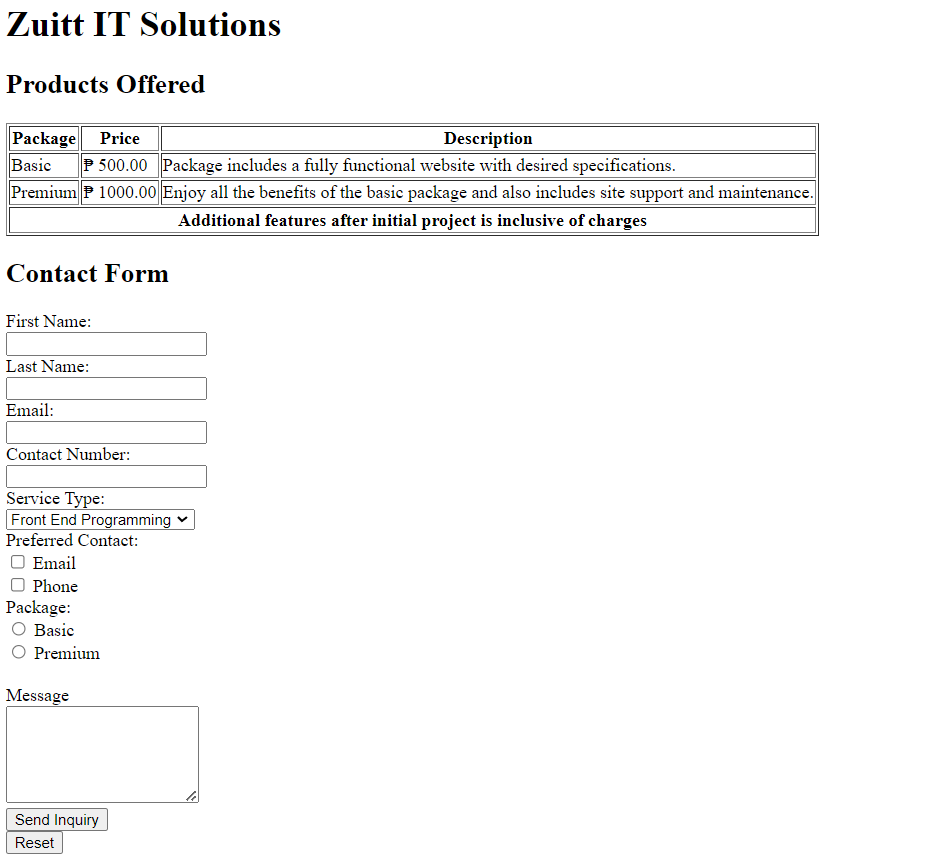 Zuitt IT Solutions
Products Offered
Package Price Description
Basic ₱ 500.00 Package includes a fully functional website with desired specifications.
Premium ₱ 1000.00 Enjoy all the benefits of the basic package and also includes site support and maintenance.
Additional features after initial project is inclusive of charges
Contact Form
First Name:
Last Name:
Email:
Contact Number:
Service Type:
Front End Programming
Preferred Contact:
Email
Phone
Package:
Basic
Premium
Message
Send Inquiry
Reset